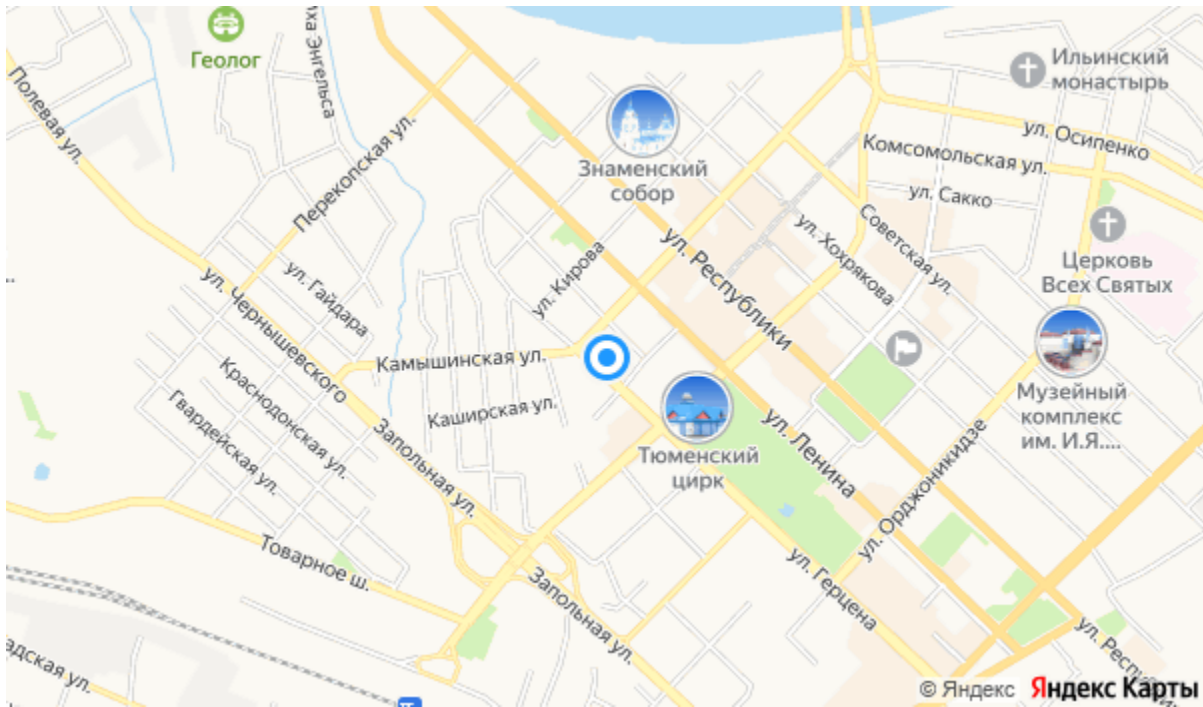 Геолог
Полевая ул.
ха Энгельса
Перекопская ул.
ул. Гайдара
ул. Чернышевского
Краснодонская ул.
Гвардейская ул.
Камышинская ул.
Каширская ул.
Запольная ул.
Товарное ш.
Запольная ул.
адская ул.
Знаменский
собор
ул. Кирова
ул. Республики
ул. Хохрякова
Советская ул.
ул. Сакко
Комсомольская ул.
ул. Осипенко
Ильинский
монастырь
Церковь
Всех Святых
Музейный
комплекс
им. И.Я....
Тюменский
цирк
ул. Ленина
ул. Орджоникидзе
ул. Герцена
ул. Республики
© Яндекс Яндекс Карты